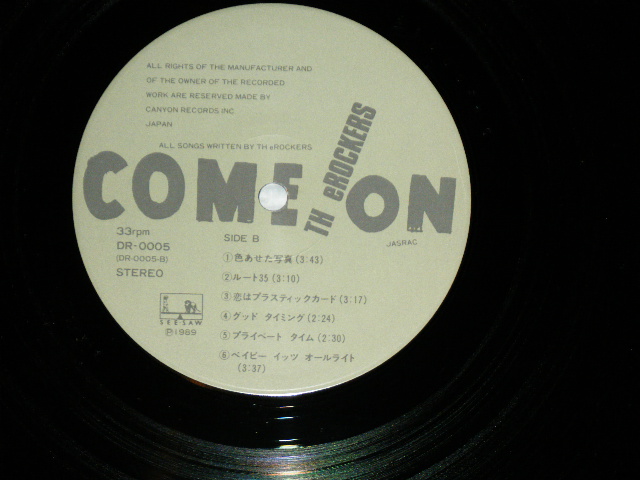 ALL RIGHTS OF THE MANUFACTURER AND
OF THE OWNER OF THE RECORDED
WORK ARE RESERVED MADE BY
CANYON RECORDS INC
JAPAN
ALL SONGS WRITTEN BY TH eROCKERS
COME ON
TH eROCKERS
JASRAC
33rpm
DR-0005
(DR-0005-B)
STEREO
SEESAW
Ⓟ1989
SIDE B
①色あせた写真(3:43)
②ルート35(3:10)
③恋はプラスティックカード(3:17)
④グッド タイミング(2:24)
⑤プライベート タイム(2:30)
⑥ベイビー イッツ オールライト
(3:37)